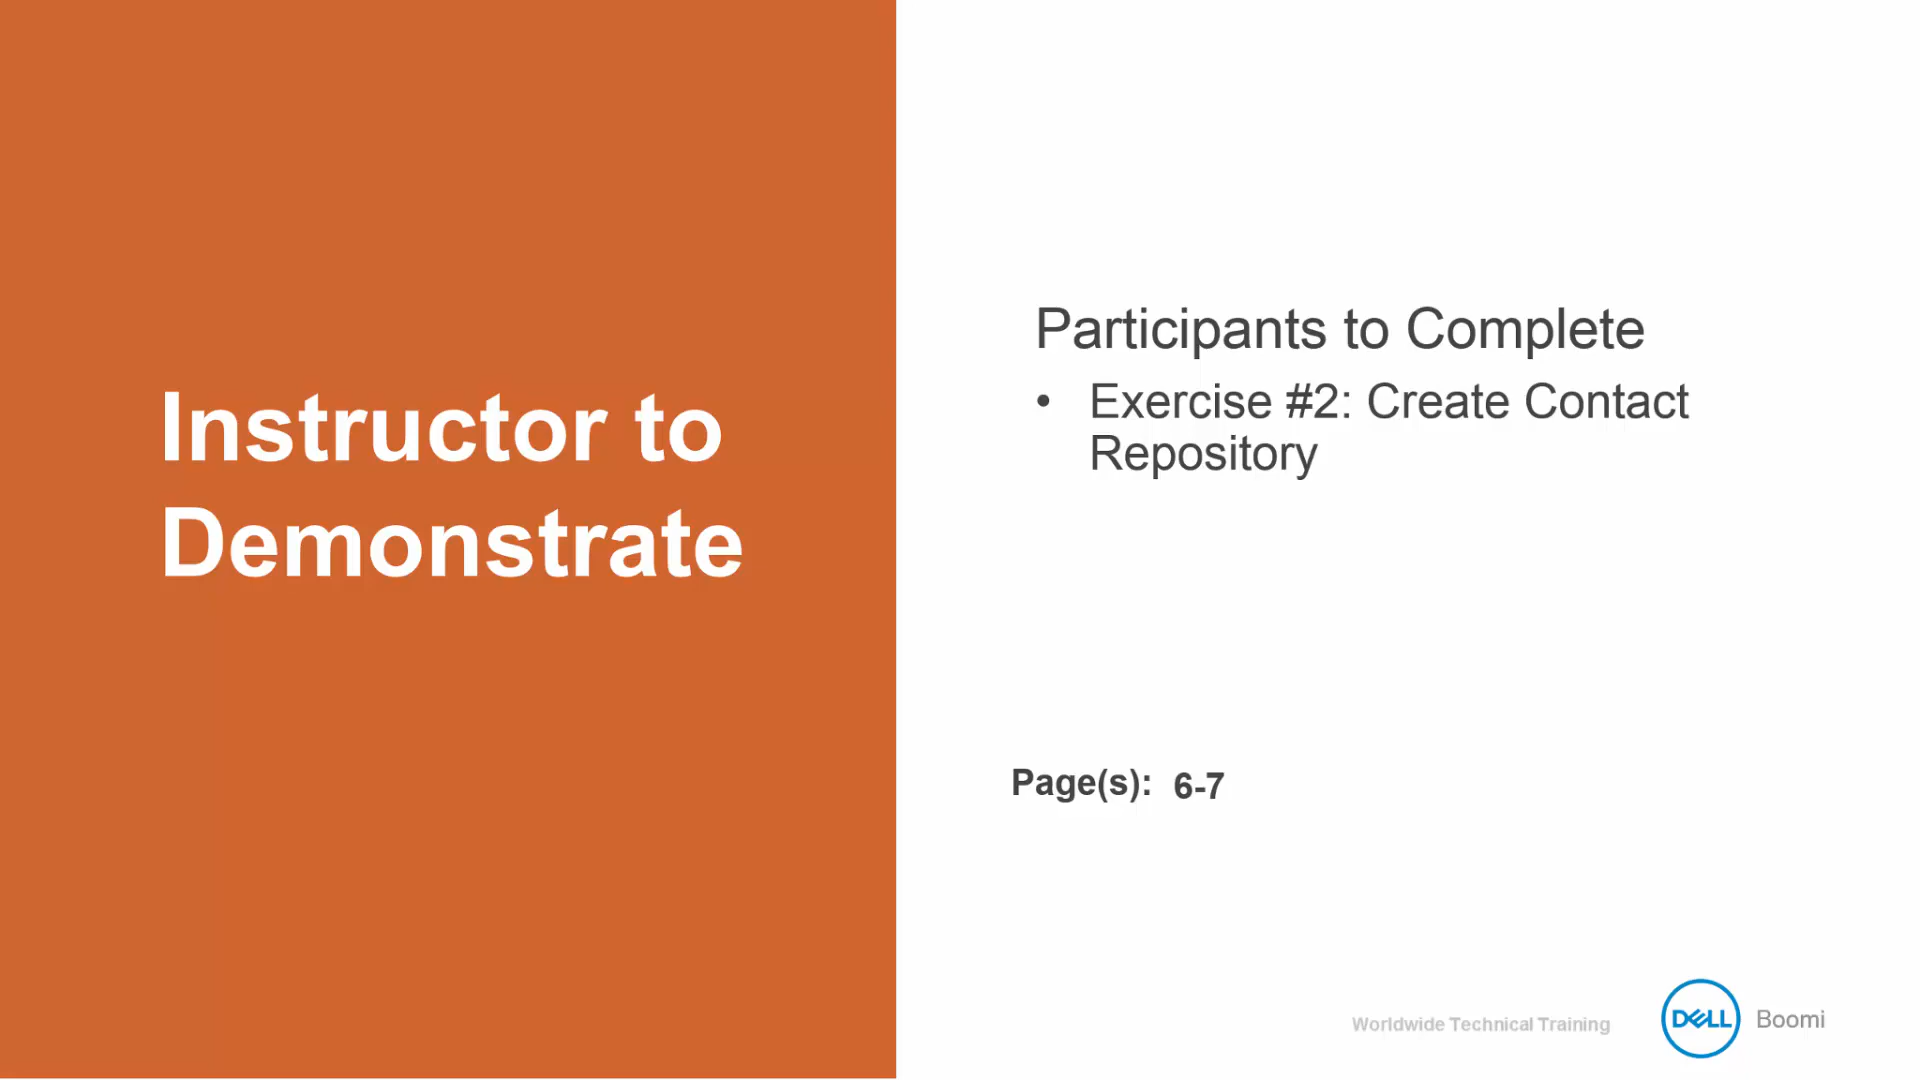 Instructor to
Demonstrate
Participants to Complete
• Exercise #2: Create Contact
Repository
Page(s): 6-7
Worldwide Technical Training
DELL Boomi